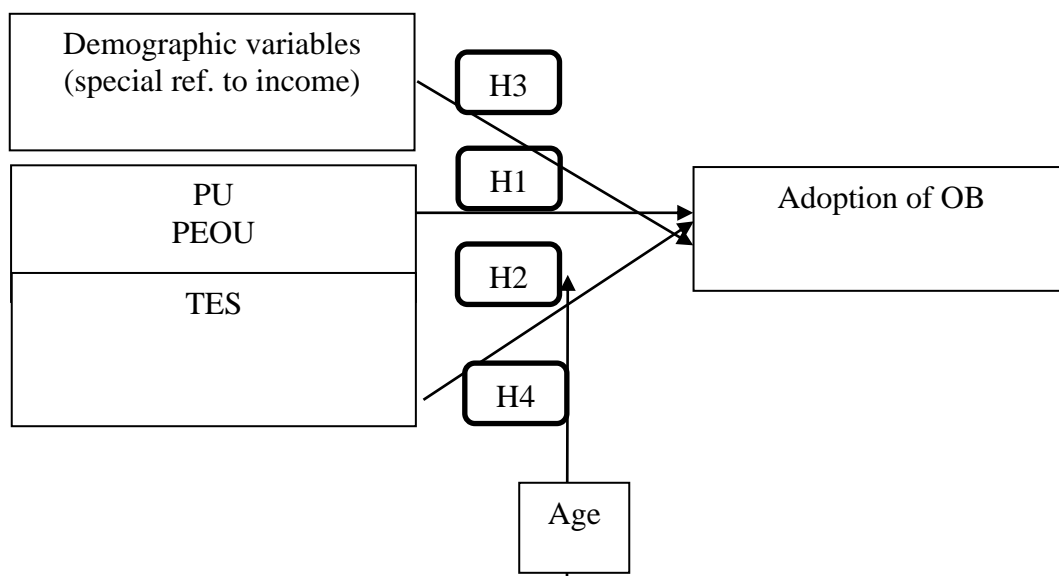 Demographic variables
(special ref. to income)
H3
H1
PU
PEOU
Adoption of OB
H2
TES
H4
Age